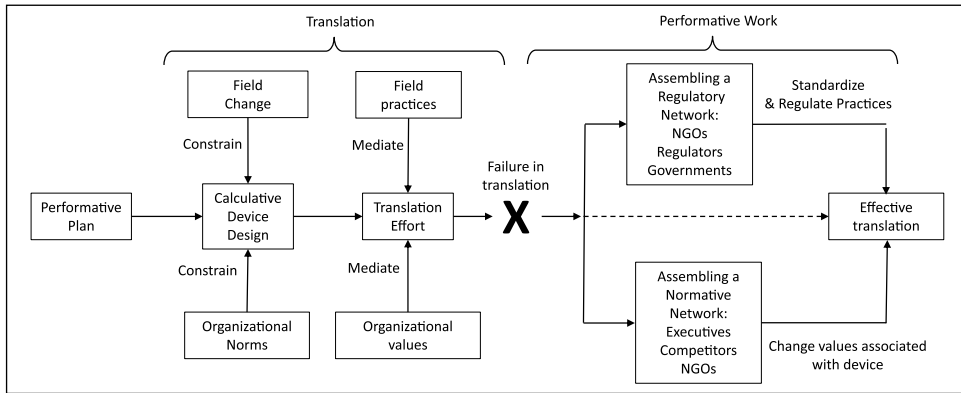 Translation
Performative Work
Field
Change
Field
practices
Assembling a
Regulatory
Network:
NGOs
Regulators
Governments
Standardize
& Regulate Practices
Constrain
Mediate
Failure in
translation
X
Performative
Plan
Calculative
Device
Design
Translation
Effort
Effective
translation
Constrain
Mediate
Organizational
Norms
Organizational
values
Assembling a
Normative
Network:
Executives
Competitors
NGOs
Change values associated
with device